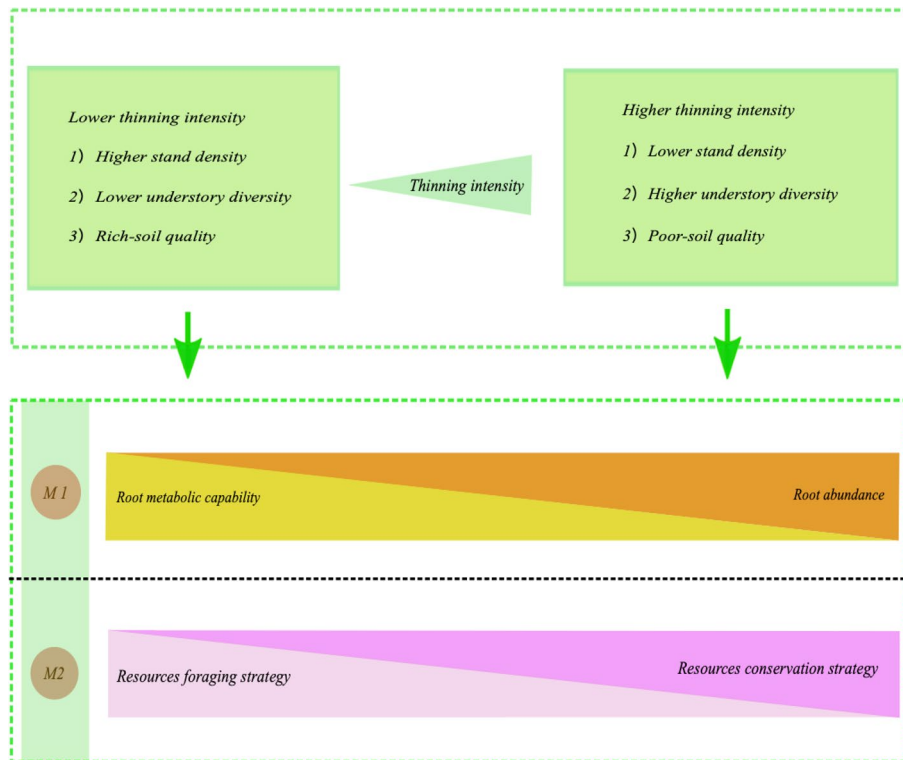 Lower thinning intensity
1) Higher stand density
2) Lower understory diversity
3) Rich-soil quality
Thinning intensity
Higher thinning intensity
1) Lower stand density
2) Higher understory diversity
3) Poor-soil quality
M 1
Root metabolic capability
Root abundance
M2
Resources foraging strategy
Resources conservation strategy